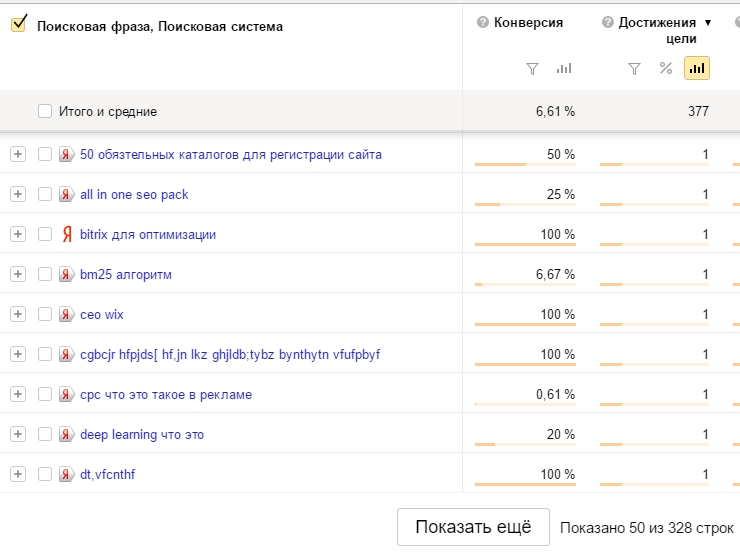 Поисковая фраза, Поисковая система
Конверсия
Достижения цели
Итого и средние 6,61 % 377
50 обязтельных каталогов для регистрации сайта 50 % 1
all in one seo pack 25 % 1
bitrix для оптимизации 100 % 1
bm25 алгоритм 6,67 % 1
ceo wix 100 % 1
cgbcjr hfpjds[ hf,jn lkz ghjldb;tybz bynthytn vfufpbyf 100 % 1
cpc что это такое в рекламе 0,61 % 1
deep learning что это 20 % 1
dt,vfcnthf 100 % 1
Показать ещё Показано 50 из 328 строк